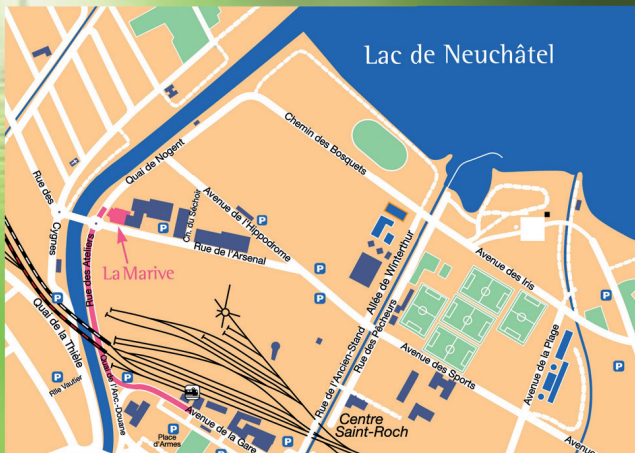 Lac de Neuchâtel
Chemin des Bosquets
Quai de Nogent
Avenue de l'Hippodrome
Rue des
Cygnes
P
Ch. du Séchoir
P
Rue de l'Arsenal
La Marive
Rue des Ateliers
Allée de Winterthur
Avenue des Iris
P
P
P
P
P
Quai de la Thièle
Rue des Pêcheurs
Rue de l'Ancien-Stand
Avenue de la Plage
Avenue des Sports
P
Rlle Vautier
Quai de l'Anc.-Douane
P
Avenue de la Gare
Centre
Saint-Roch
P
Place
d'Armes
P
P
P
Avenue